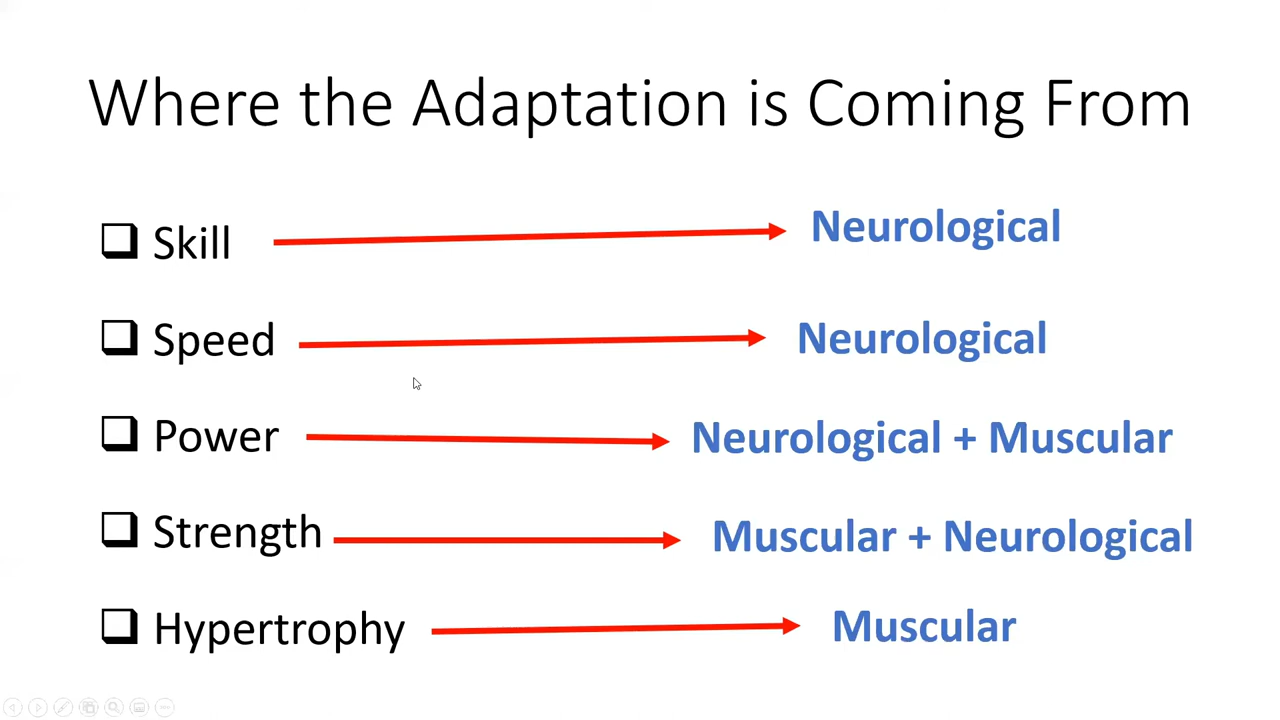 Where the Adaptation is Coming From
Skill
Neurological
Speed
Neurological
Power
Neurological + Muscular
Strength
Muscular + Neurological
Hypertrophy
Muscular